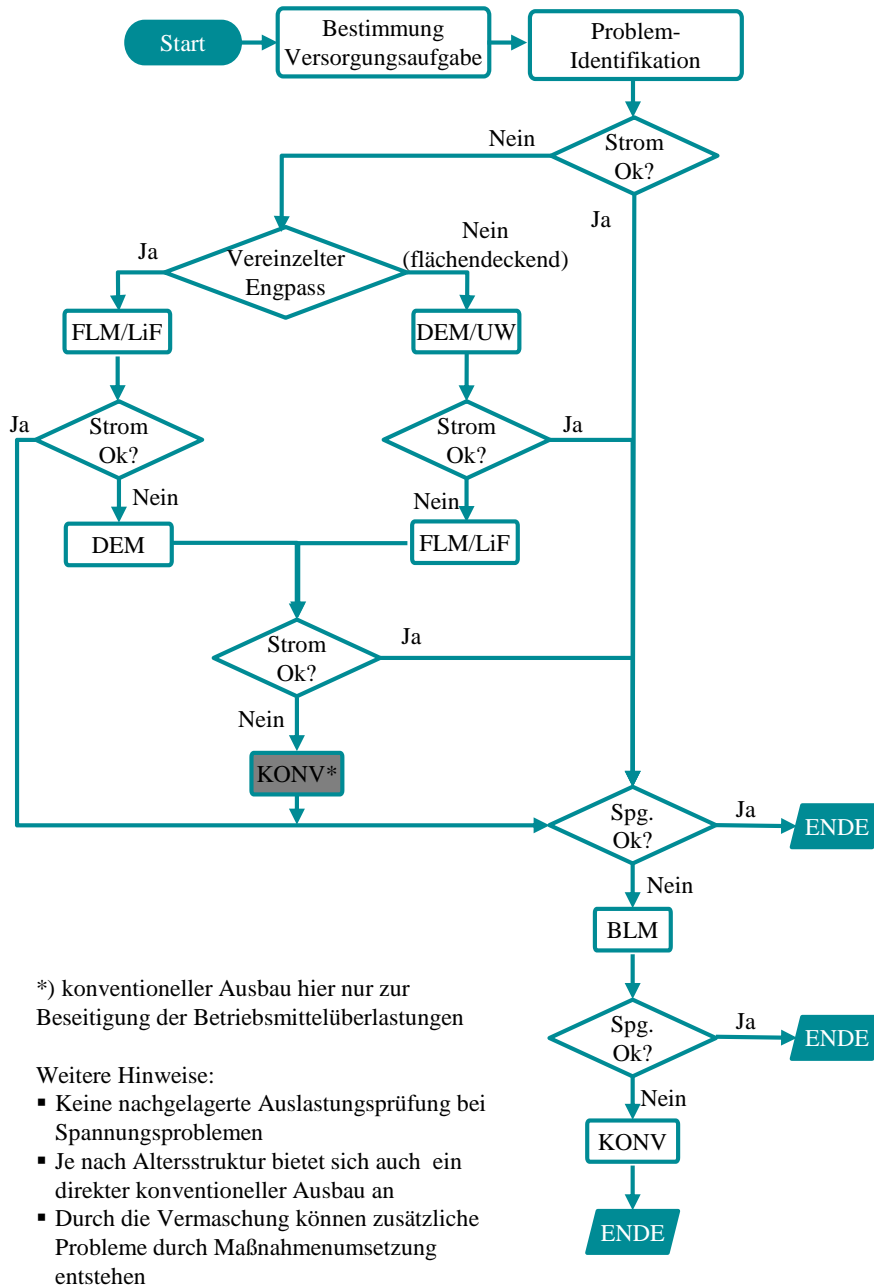 Start
Bestimmung
Versorgungsaufgabe
Problem-
Identifikation
Nein
Strom
Ok?
Ja
Ja
Vereinzelter
Engpass
Nein
(flächendeckend)
FLM/LiF
DEM/UW
Ja
Strom
Ok?
Strom
Ok?
Ja
Nein
Nein
DEM
FLM/LiF
Strom
Ok?
Ja
Nein
KONV*
Spg.
Ok?
Ja
ENDE
Nein
BLM
Spg.
Ok?
Ja
ENDE
Nein
KONV
ENDE
*) konventioneller Ausbau hier nur zur
Beseitigung der Betriebsmittelüberlastungen
Weitere Hinweise:
▪ Keine nachgelagerte Auslastungsprüfung bei
Spannungsproblemen
▪ Je nach Altersstruktur bietet sich auch ein
direkter konventioneller Ausbau an
▪ Durch die Vermaschung können zusätzliche
Probleme durch Maßnahmenumsetzung
entstehen